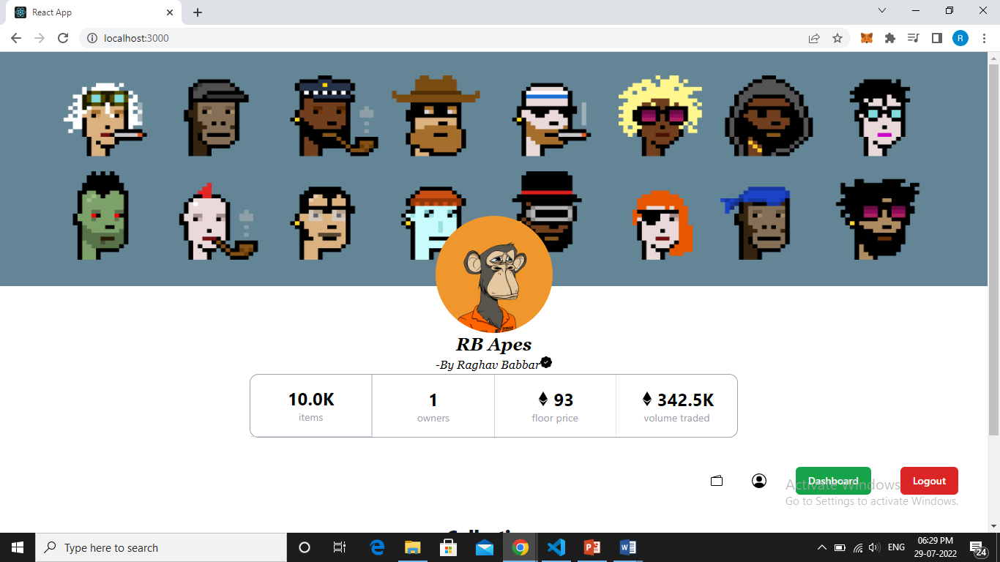 React App
localhost:3000
R
RB Apes
-By Raghav Babbar
10.0K
items
1
owners
93
floor price
342.5K
volume traded
Dashboard
Logout
Activate Windows
Go to Settings to activate Windows.
Type here to search
ENG
06:29 PM
29-07-2022
24